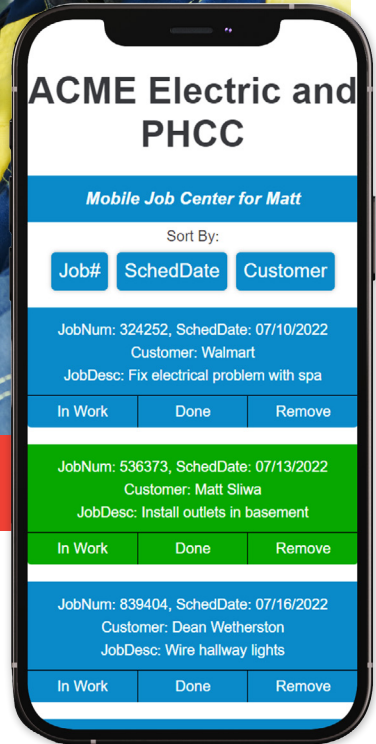 ACME Electric and
PHCC
Mobile Job Center for Matt
Sort By:
Job# SchedDate Customer
JobNum: 324252, SchedDate: 07/10/2022
Customer: Walmart
JobDesc: Fix electrical problem with spa
In Work Done Remove
JobNum: 536373, SchedDate: 07/13/2022
Customer: Matt Sliwa
JobDesc: Install outlets in basement
In Work Done Remove
JobNum: 839404, SchedDate: 07/16/2022
Customer: Dean Wetherston
JobDesc: Wire hallway lights
In Work Done Remove